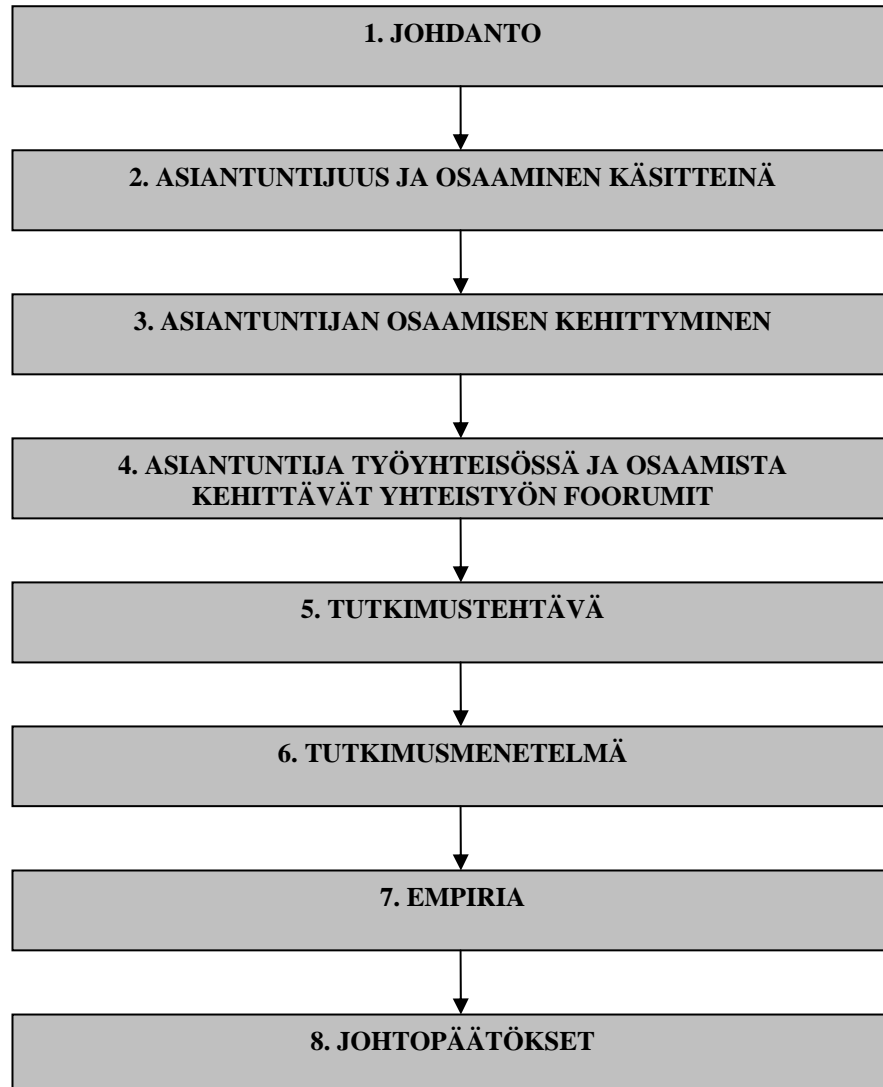 1. JOHDANTO
2. ASIANTUNTIJUUS JA OSAAMINEN KÄSITTEINÄ
3. ASIANTUNTIJAN OSAAMISEN KEHITTYMINEN
4. ASIANTUNTIJA TYÖYHTEISÖSSÄ JA OSAAMISTA
KEHITTÄVÄT YHTEISTYÖN FOORUMIT
5. TUTKIMUSTEHTÄVÄ
6. TUTKIMUSMENETELMÄ
7. EMPIRIA
8. JOHTOPÄÄTÖKSET